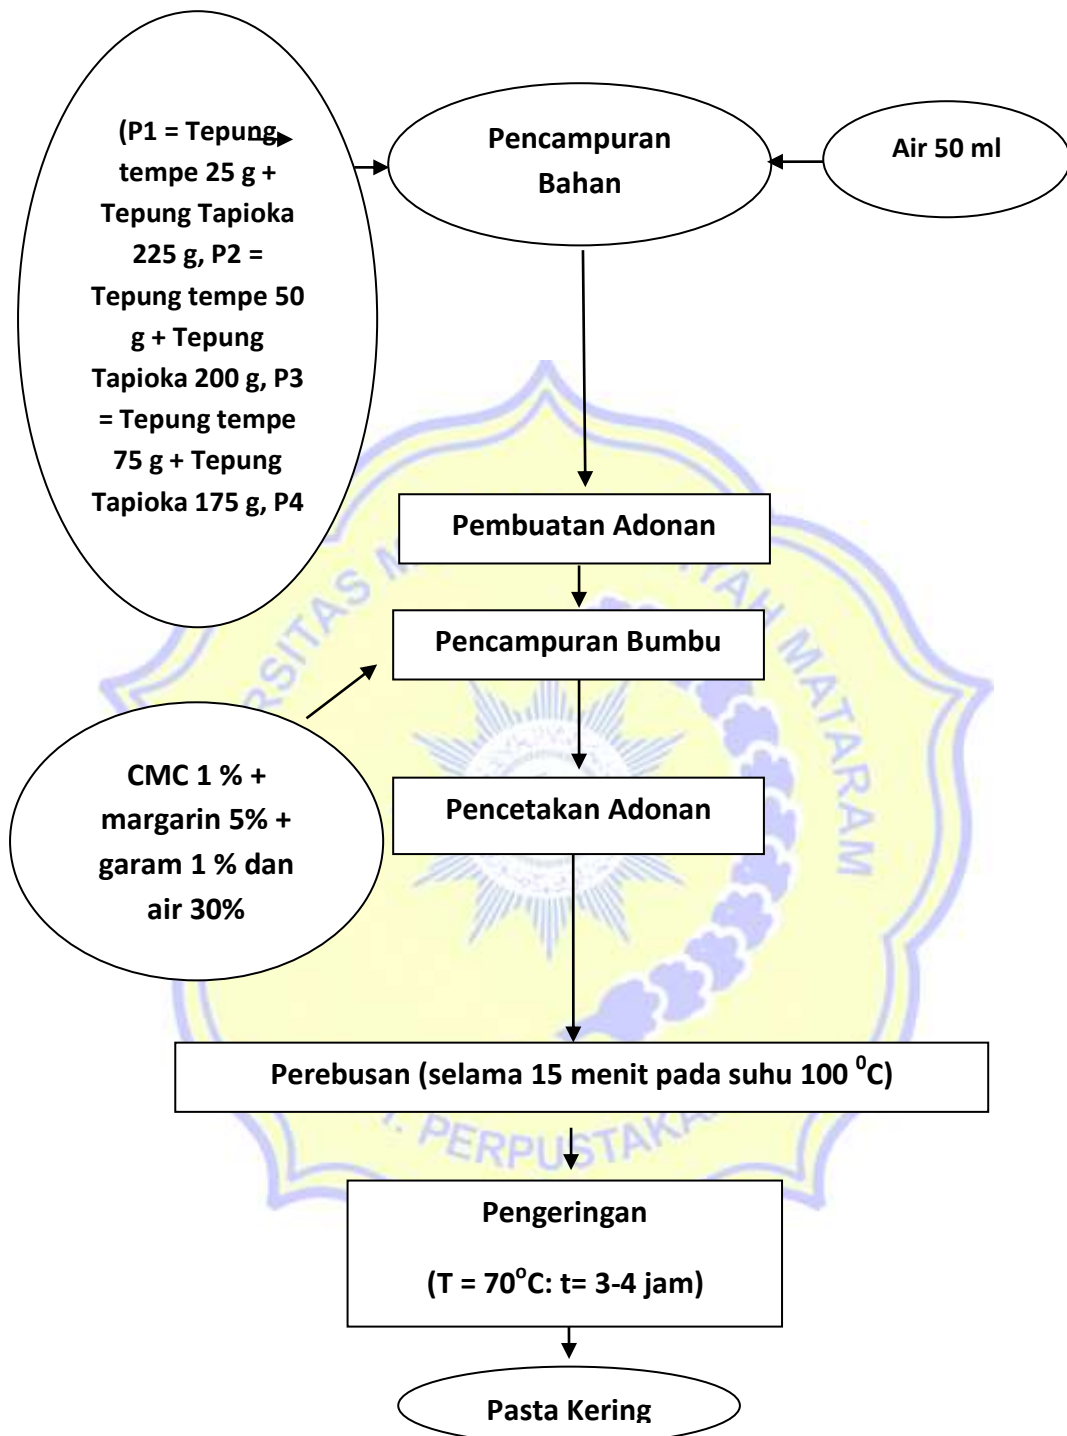 (P1 = Tepung
tempe 25 g +
Tepung Tapioka
225 g, P2 =
Tepung tempe 50
g + Tepung
Tapioka 200 g, P3
= Tepung tempe
75 g + Tepung
Tapioka 175 g, P4
Pencampuran
Bahan
Air 50 ml
Pembuatan Adonan
Pencampuran Bumbu
CMC 1 % +
margarin 5% +
garam 1 % dan
air 30%
Pencetakan Adonan
Perebusan (selama 15 menit pada suhu 100 ⁰C)
Pengeringan
(T = 70°C: t= 3-4 jam)
Pasta Kering
MATARAM